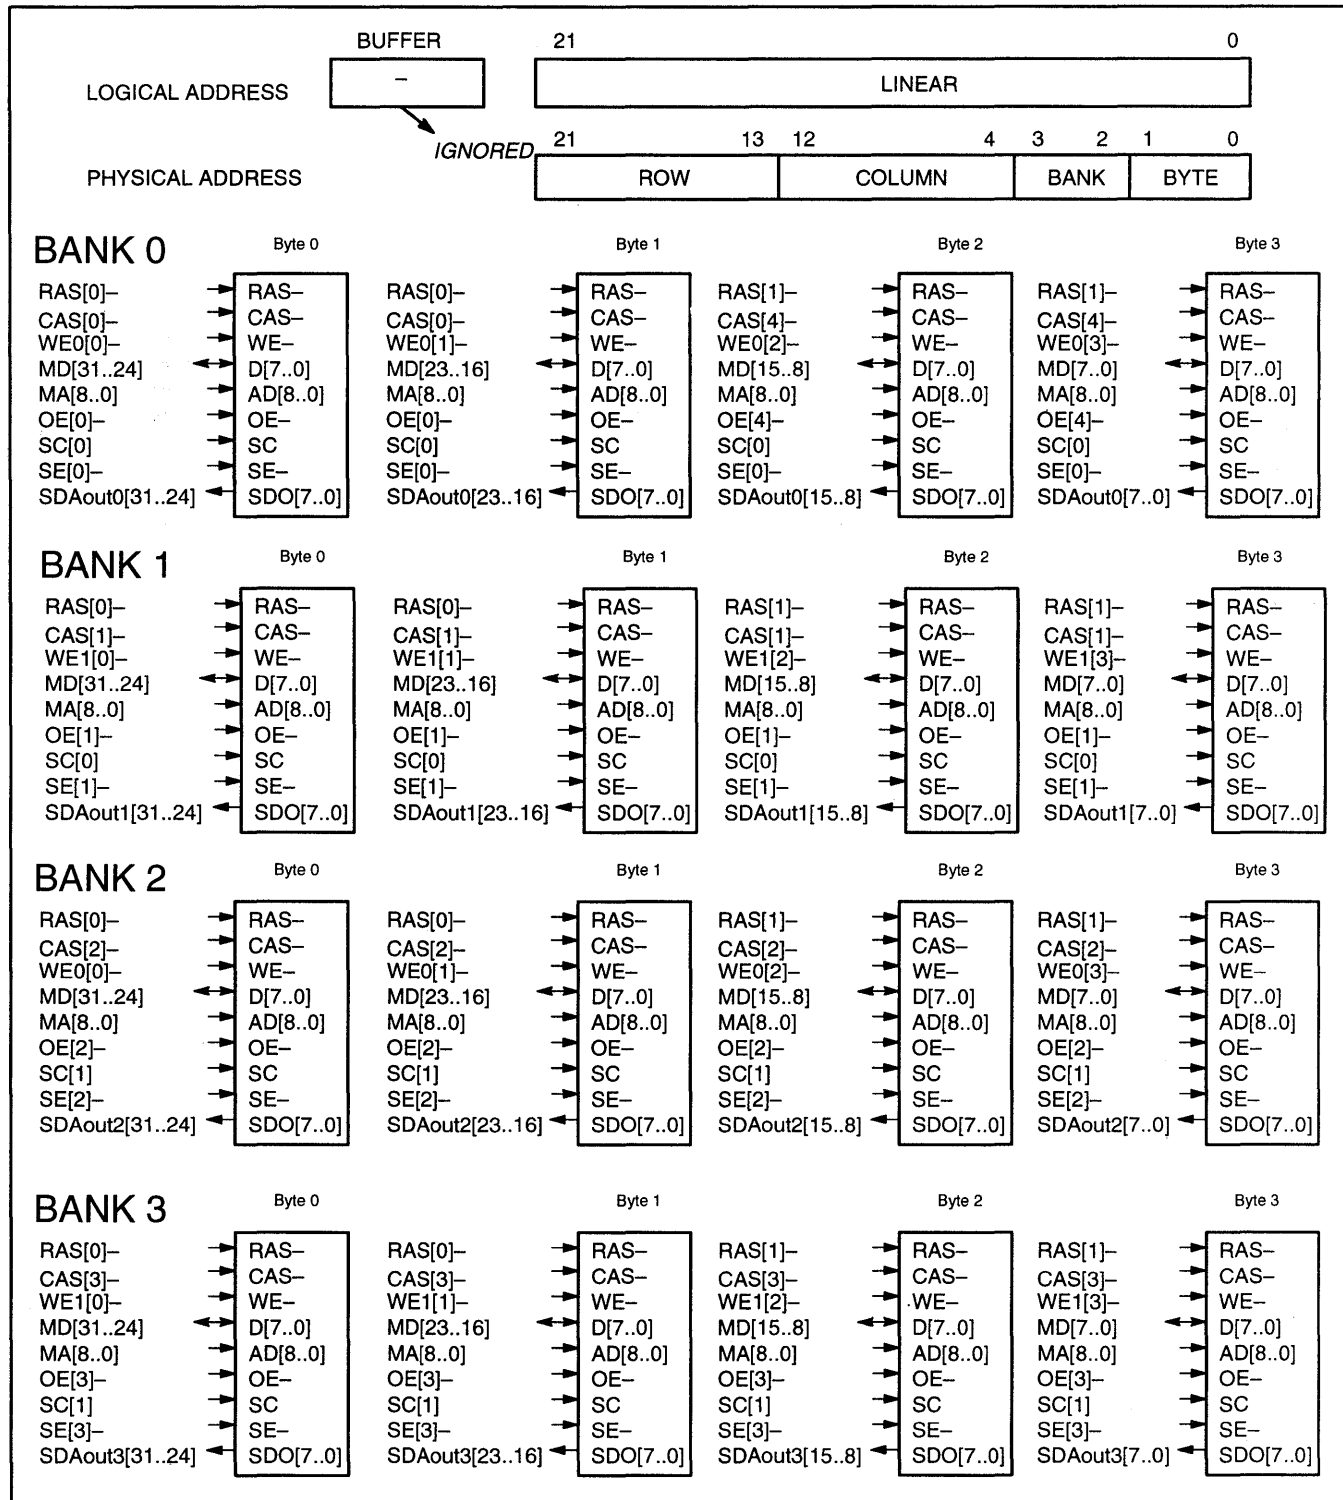 BUFFER 21 0
LOGICAL ADDRESS – LINEAR
IGNORED 21 13 12 4 3 2 1 0
PHYSICAL ADDRESS ROW COLUMN BANK BYTE
BANK 0 Byte 0 Byte 1 Byte 2 Byte 3
RAS[0]– RAS– RAS[0]– RAS– RAS[1]– RAS– RAS[1]– RAS–
CAS[0]– CAS– CAS[0]– CAS– CAS[4]– CAS– CAS[4]– CAS–
WE0[0]– WE– WE0[1]– WE– WE0[2]– WE– WE0[3]– WE–
MD[31..24] D[7..0] MD[23..16] D[7..0] MD[15..8] D[7..0] MD[7..0] D[7..0]
MA[8..0] AD[8..0] MA[8..0] AD[8..0] MA[8..0] AD[8..0] MA[8..0] AD[8..0]
OE[0]– OE– OE[0]– OE– OE[4]– OE– OE[4]– OE–
SC[0] SC SC[0] SC SC[0] SC SC[0] SC
SE[0]– SE– SE[0]– SE– SE[0]– SE– SE[0]– SE–
SDAout0[31..24] SDO[7..0] SDAout0[23..16] SDO[7..0] SDAout0[15..8] SDO[7..0] SDAout0[7..0] SDO[7..0]
BANK 1 Byte 0 Byte 1 Byte 2 Byte 3
RAS[0]– RAS– RAS[0]– RAS– RAS[1]– RAS– RAS[1]– RAS–
CAS[1]– CAS– CAS[1]– CAS– CAS[1]– CAS– CAS[1]– CAS–
WE1[0]– WE– WE1[1]– WE– WE1[2]– WE– WE1[3]– WE–
MD[31..24] D[7..0] MD[23..16] D[7..0] MD[15..8] D[7..0] MD[7..0] D[7..0]
MA[8..0] AD[8..0] MA[8..0] AD[8..0] MA[8..0] AD[8..0] MA[8..0] AD[8..0]
OE[1]– OE– OE[1]– OE– OE[1]– OE– OE[1]– OE–
SC[0] SC SC[0] SC SC[0] SC SC[0] SC
SE[1]– SE– SE[1]– SE– SE[1]– SE– SE[1]– SE–
SDAout1[31..24] SDO[7..0] SDAout1[23..16] SDO[7..0] SDAout1[15..8] SDO[7..0] SDAout1[7..0] SDO[7..0]
BANK 2 Byte 0 Byte 1 Byte 2 Byte 3
RAS[0]– RAS– RAS[0]– RAS– RAS[1]– RAS– RAS[1]– RAS–
CAS[2]– CAS– CAS[2]– CAS– CAS[2]– CAS– CAS[2]– CAS–
WE0[0]– WE– WE0[1]– WE– WE0[2]– WE– WE0[3]– WE–
MD[31..24] D[7..0] MD[23..16] D[7..0] MD[15..8] D[7..0] MD[7..0] D[7..0]
MA[8..0] AD[8..0] MA[8..0] AD[8..0] MA[8..0] AD[8..0] MA[8..0] AD[8..0]
OE[2]– OE– OE[2]– OE– OE[2]– OE– OE[2]– OE–
SC[1] SC SC[1] SC SC[1] SC SC[1] SC
SE[2]– SE– SE[2]– SE– SE[2]– SE– SE[2]– SE–
SDAout2[31..24] SDO[7..0] SDAout2[23..16] SDO[7..0] SDAout2[15..8] SDO[7..0] SDAout2[7..0] SDO[7..0]
BANK 3 Byte 0 Byte 1 Byte 2 Byte 3
RAS[0]– RAS– RAS[0]– RAS– RAS[1]– RAS– RAS[1]– RAS–
CAS[3]– CAS– CAS[3]– CAS– CAS[3]– CAS– CAS[3]– CAS–
WE1[0]– WE– WE1[1]– WE– WE1[2]– WE– WE1[3]– WE–
MD[31..24] D[7..0] MD[23..16] D[7..0] MD[15..8] D[7..0] MD[7..0] D[7..0]
MA[8..0] AD[8..0] MA[8..0] AD[8..0] MA[8..0] AD[8..0] MA[8..0] AD[8..0]
OE[3]– OE– OE[3]– OE– OE[3]– OE– OE[3]– OE–
SC[1] SC SC[1] SC SC[1] SC SC[1] SC
SE[3]– SE– SE[3]– SE– SE[3]– SE– SE[3]– SE–
SDAout3[31..24] SDO[7..0] SDAout3[23..16] SDO[7..0] SDAout3[15..8] SDO[7..0] SDAout3[7..0] SDO[7..0]